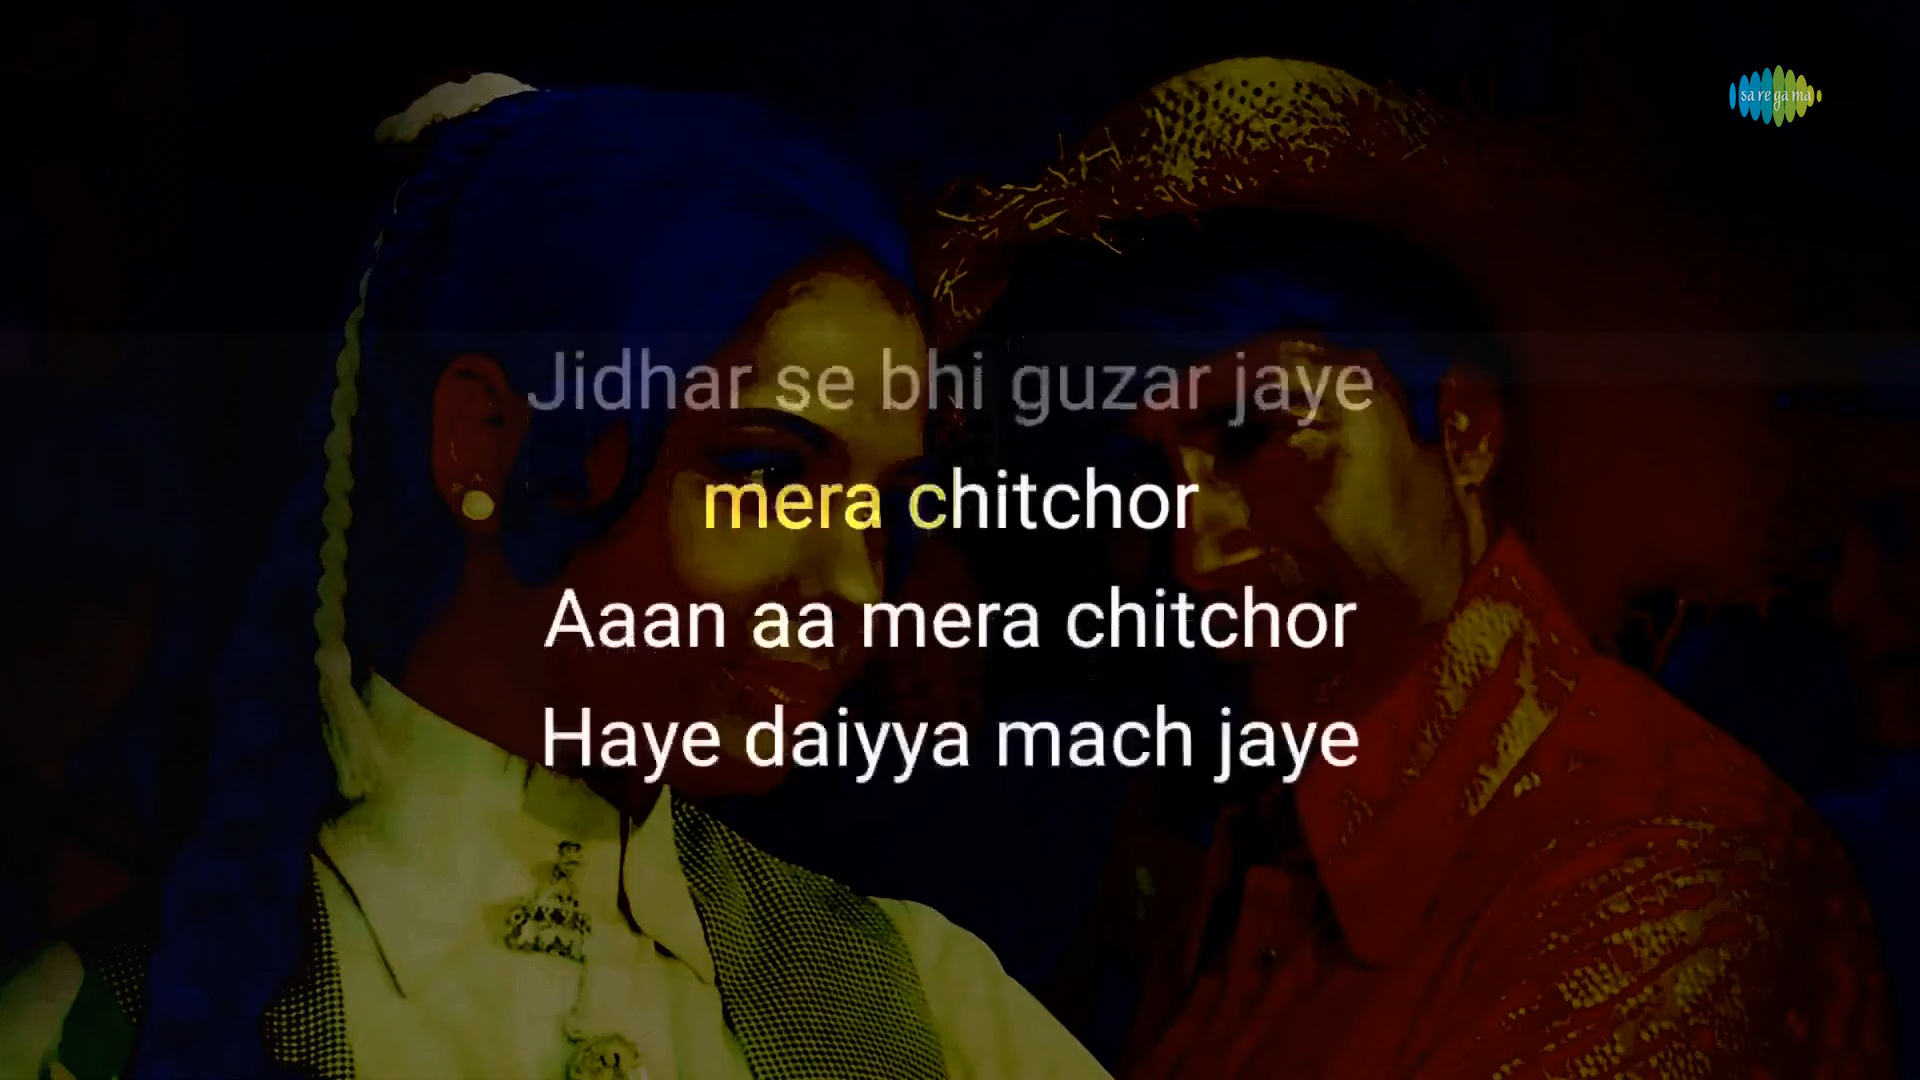 sa re ga ma
Jidhar se bhi guzar jaye
mera chitchor
Aaan aa mera chitchor
Haye daiyya mach jaye